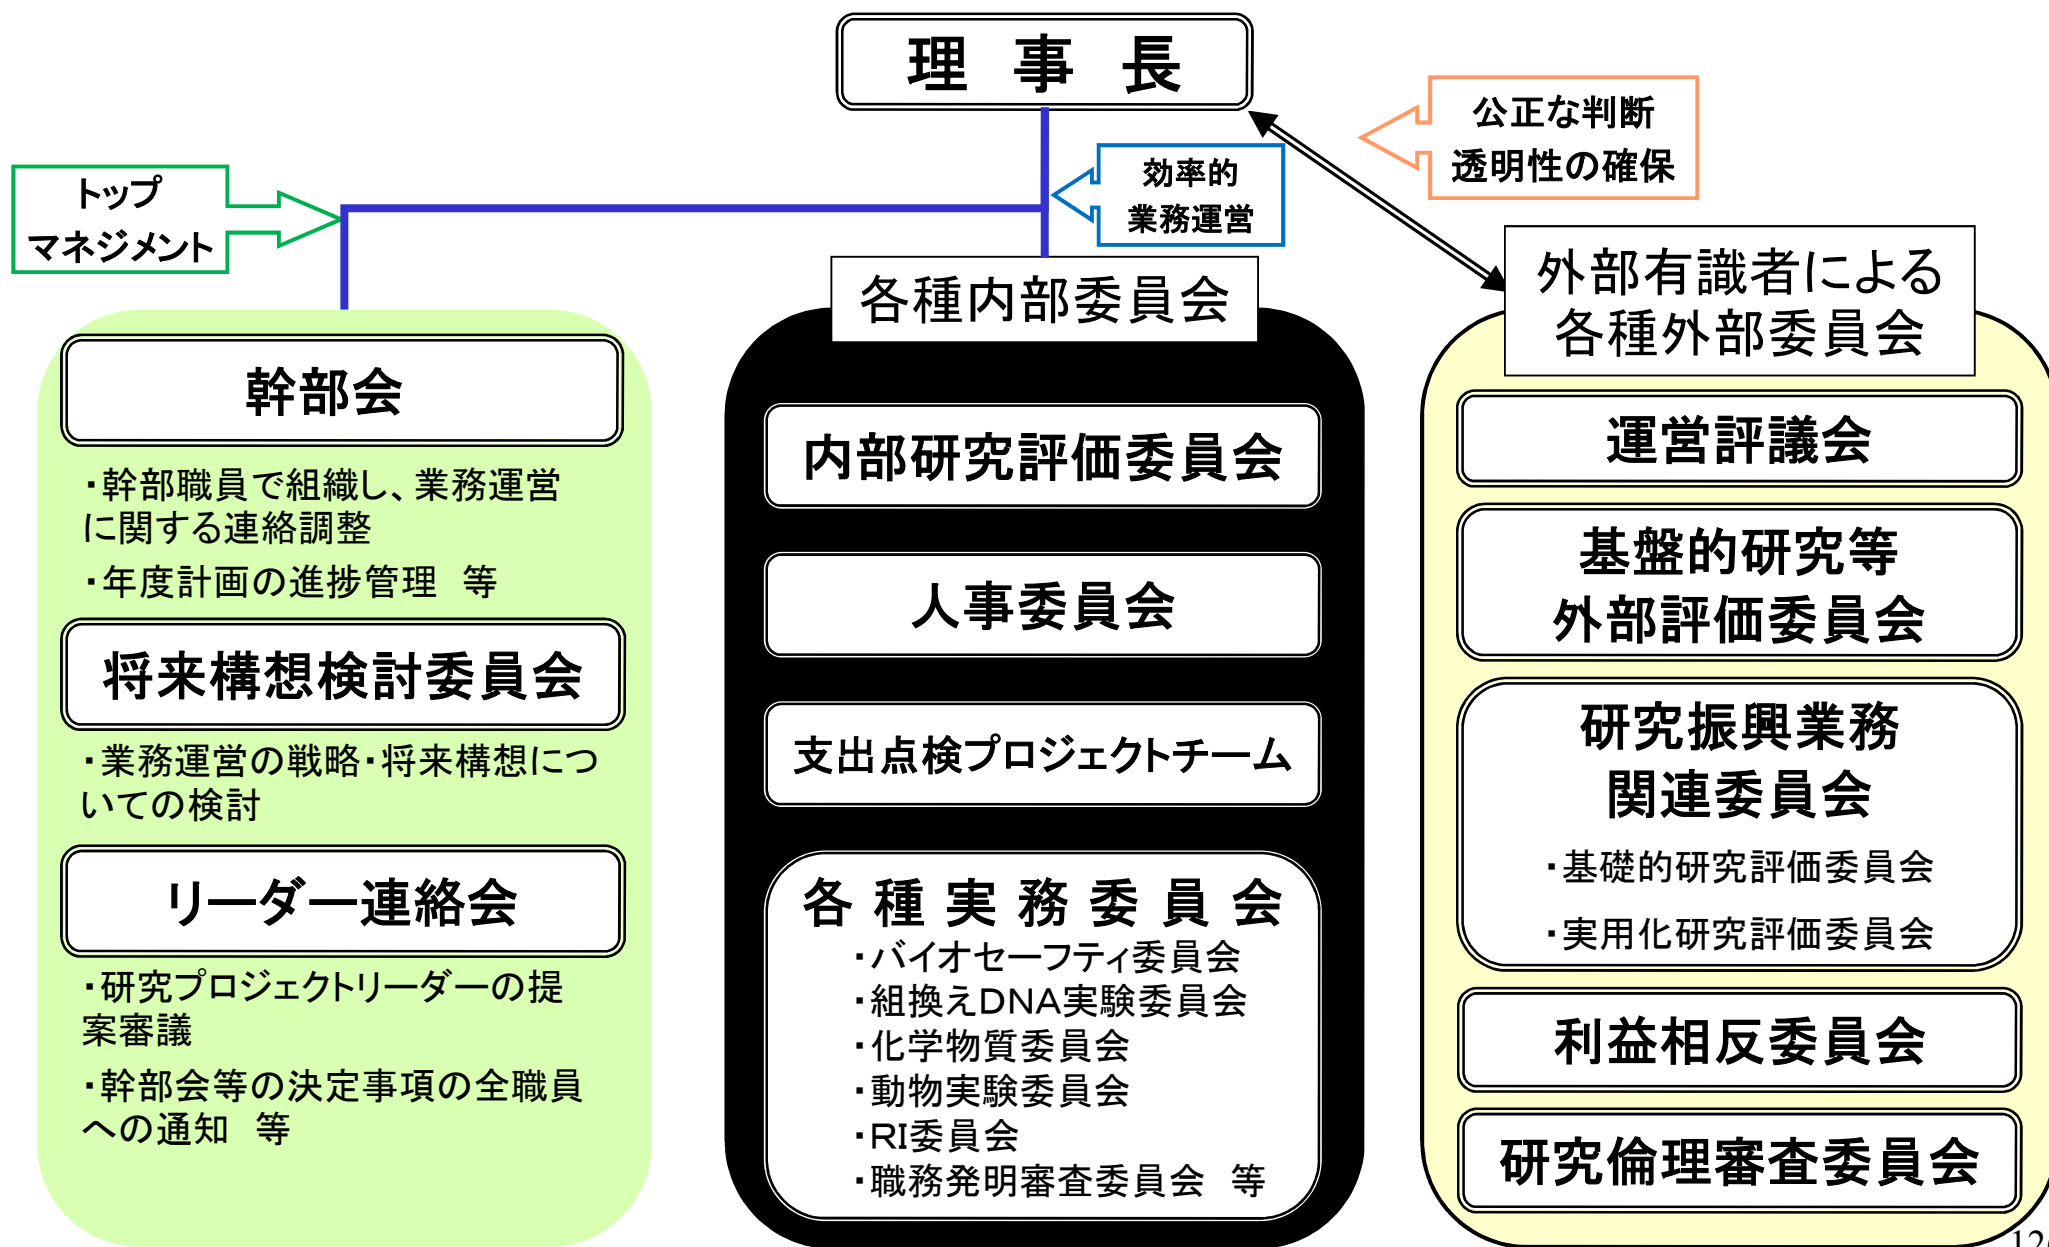 理　事　長
公正な判断
透明性の確保
効率的
業務運営
トップ
マネジメント
幹部会
・幹部職員で組織し、業務運営
に関する連絡調整
・年度計画の進捗管理　等
将来構想検討委員会
・業務運営の戦略・将来構想につ
いての検討
リーダー連絡会
・研究プロジェクトリーダーの提
案審議
・幹部会等の決定事項の全職員
への通知　等
各種内部委員会
内部研究評価委員会
人事委員会
支出点検プロジェクトチーム
各 種 実 務 委 員 会
・バイオセーフティ委員会
・組換えDNA実験委員会
・化学物質委員会
・動物実験委員会
・RI委員会
・職務発明審査委員会　等
外部有識者による
各種外部委員会
運営評議会
基盤的研究等
外部評価委員会
研究振興業務
関連委員会
・基礎的研究評価委員会
・実用化研究評価委員会
利益相反委員会
研究倫理審査委員会